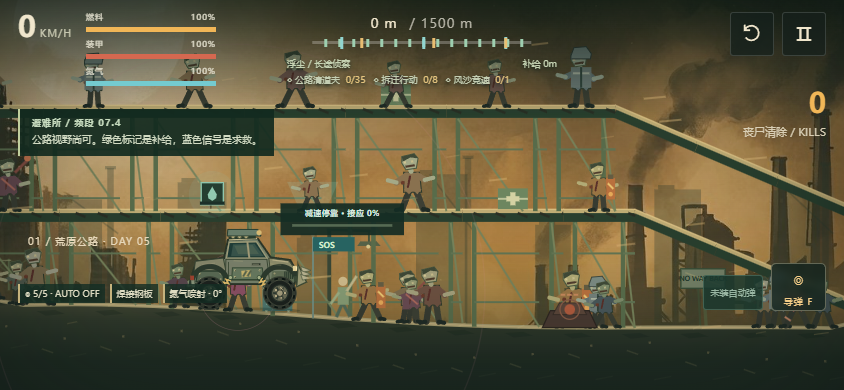 0 KM/H
燃料 100%
装甲 100%
氮气 100%
0 m / 1500 m
浮尘 / 长途侦察 补给 0m
公路清道夫 0/35 拆迁行动 0/8 风沙竞速 0/1
II
0
丧尸清除 / KILLS
避难所 / 频段 07.4
公路视野尚可。绿色标记是补给，蓝色信号是求救。
减速停靠 · 接应 0%
SOS
01 / 荒原公路 · DAY 05
5/5 · AUTO OFF
焊接钢板
氮气喷射 · 0°
未装自动弹
导弹 F